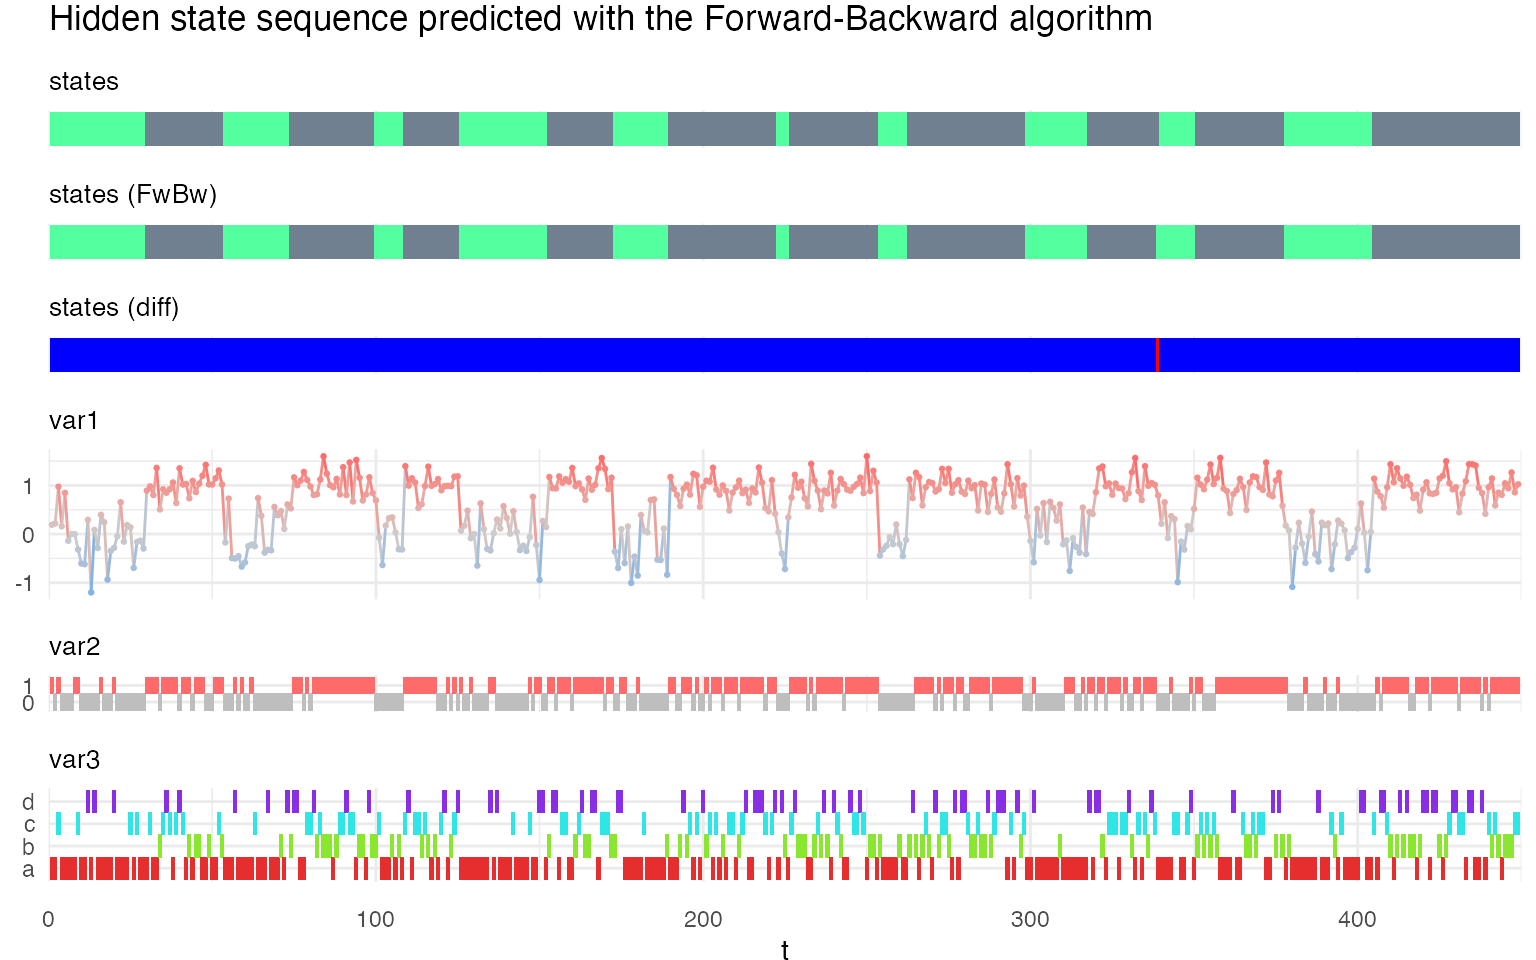 Hidden state sequence predicted with the Forward-Backward algorithm
states
states (FwBw)
states (diff)
var1
1
0
-1
var2
1
0
var3
d
c
b
a
0 100 200 300 400
t